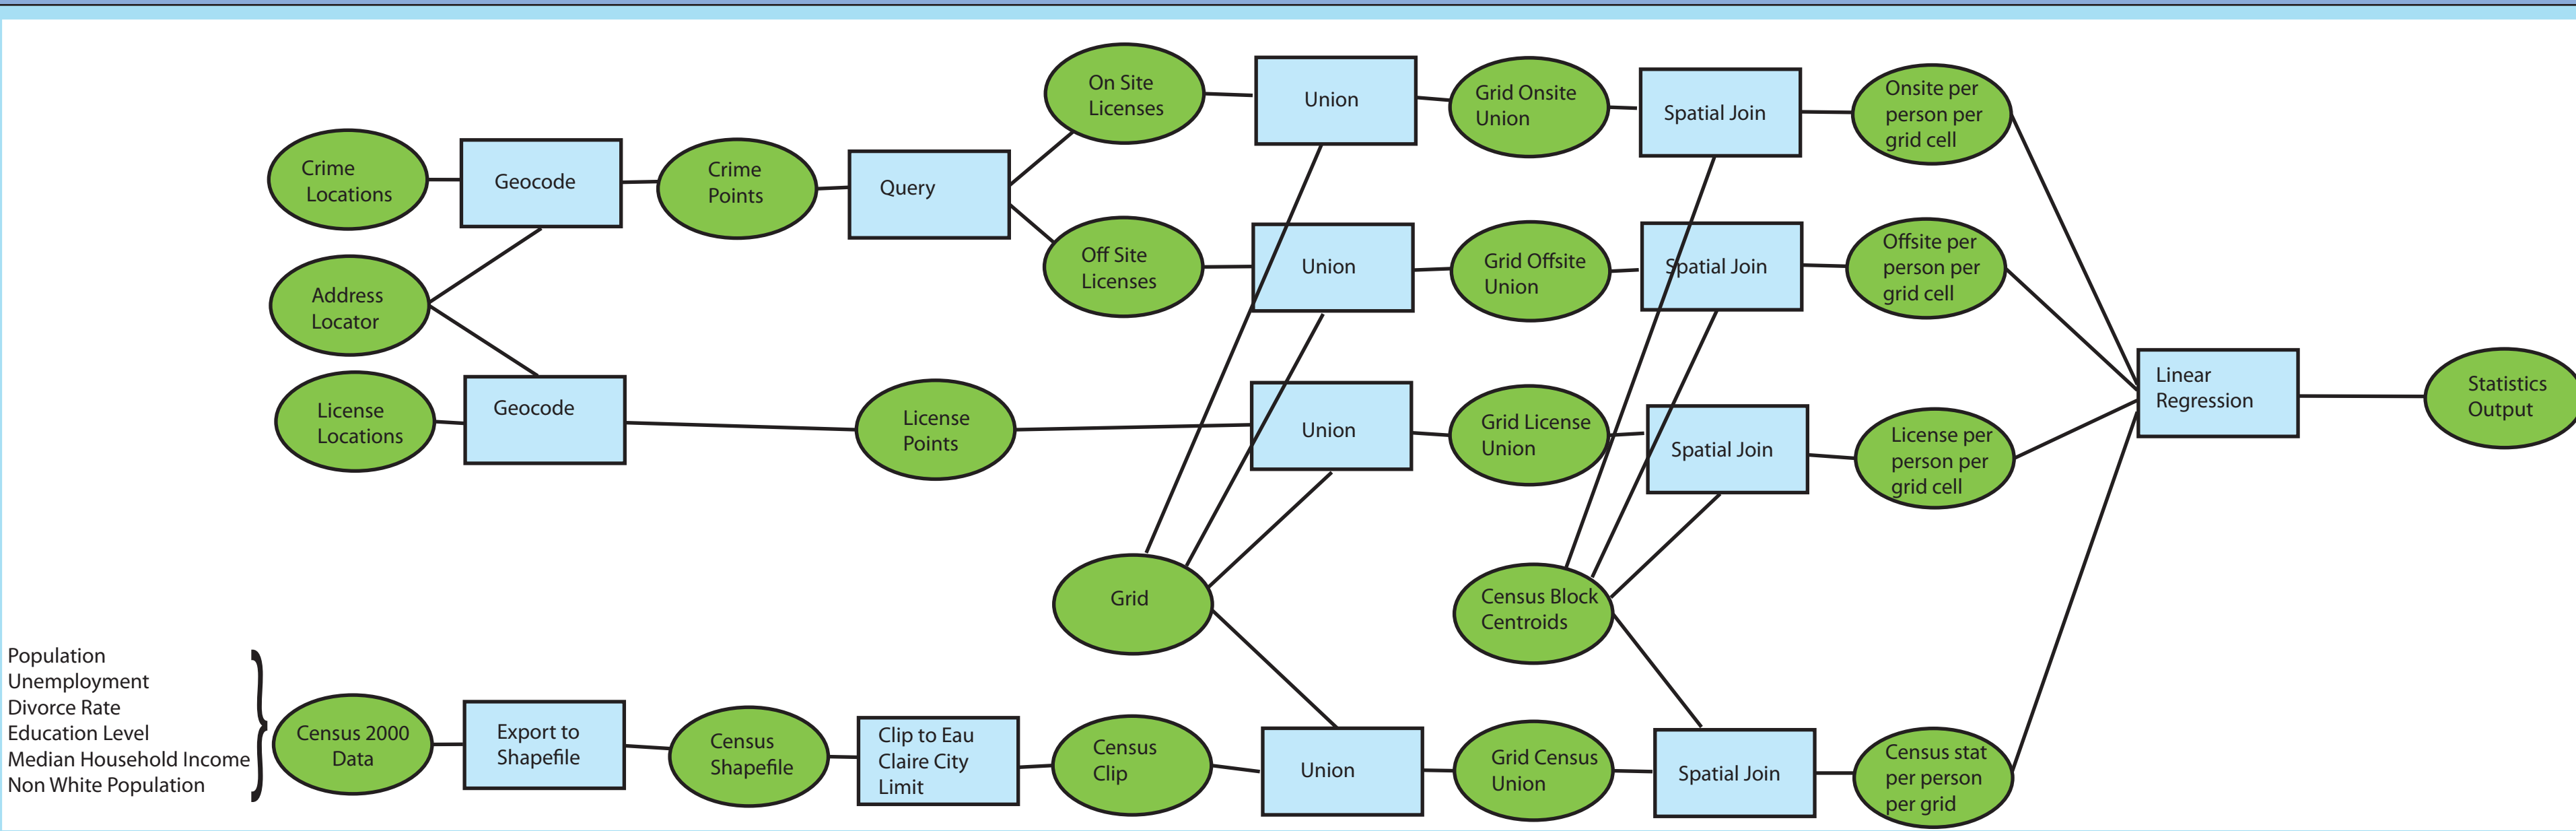 Crime
Locations
Geocode
Crime
Points
Query
On Site
Licenses
Union
Grid Onsite
Union
Spatial Join
Onsite per
person per
grid cell
Off Site
Licenses
Union
Grid Offsite
Union
Spatial Join
Offsite per
person per
grid cell
Address
Locator
License
Locations
Geocode
License
Points
Union
Grid License
Union
Spatial Join
License per
person per
grid cell
Linear
Regression
Statistics
Output
Grid
Census Block
Centroids
Population
Unemployment
Divorce Rate
Education Level
Median Household Income
Non White Population
Census 2000
Data
Export to
Shapefile
Census
Shapefile
Clip to Eau
Claire City
Limit
Census
Clip
Union
Grid Census
Union
Spatial Join
Census stat
per person
per grid